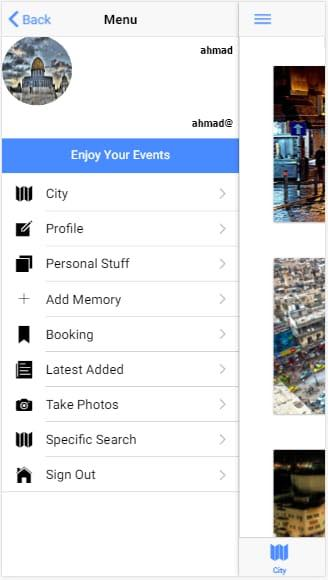 Back
Menu
ahmad
ahmad@
Enjoy Your Events
City
Profile
Personal Stuff
Add Memory
Booking
Latest Added
Take Photos
Specific Search
Sign Out
City